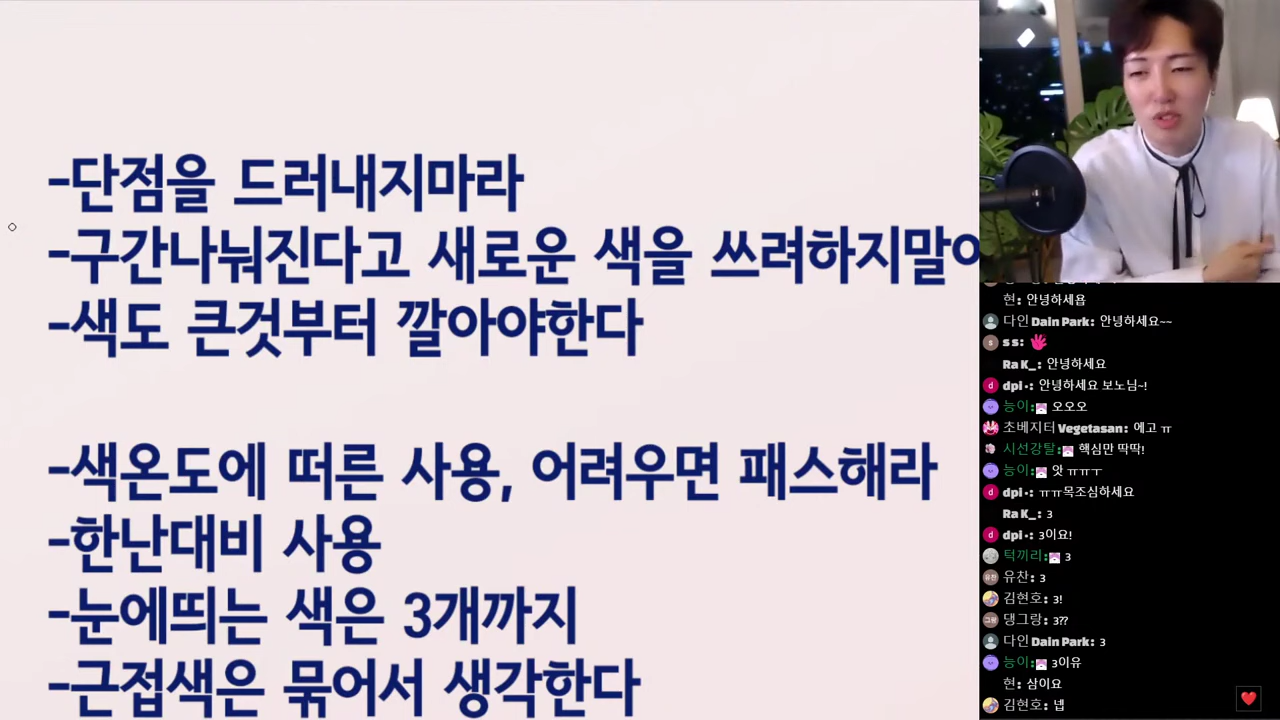 -단점을 드러내지마라
-구간나눠진다고 새로운 색을 쓰려하지말아
-색도 큰것부터 깔아야한다
-색온도에 떠른 사용, 어려우면 패스해라
-한난대비 사용
-눈에띄는 색은 3개까지
-근접색은 묶어서 생각한다
현: 안녕하세욥
다인 Dain Park: 안녕하세요~~
s s:
Ra K_: 안녕하세요
dpi·: 안녕하세요 보노님~!
능이: 오오오
초베지터 Vegetasan: 에고 ㅠ
시선강탈: 핵심만 딱딱!
능이: 앗 ㅠㅠㅜ
dpi·: ㅠㅠ목조심하세요
Ra K_: 3
dpi·: 3이요!
턱끼리: 3
유찬: 3
김현호: 3!
댕그랑: 3??
다인 Dain Park: 3
능이: 3이유
현: 삼이요
김현호: 넵